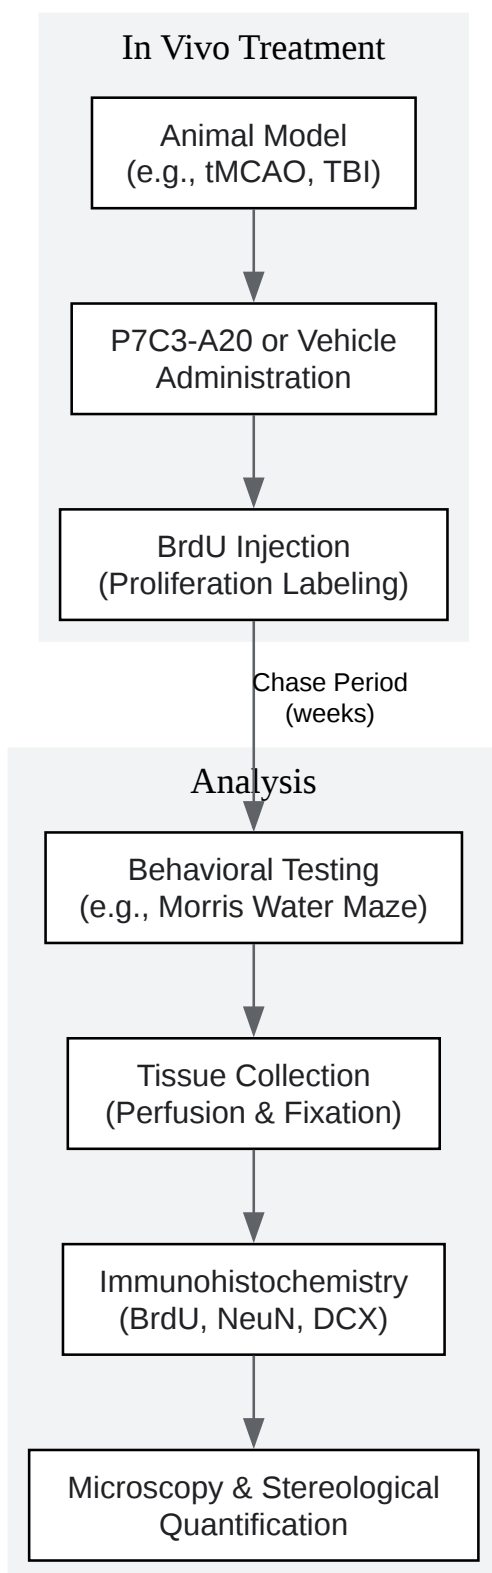 In Vivo Treatment
Animal Model
(e.g., tMCAO, TBI)
P7C3-A20 or Vehicle
Administration
BrdU Injection
(Proliferation Labeling)
Chase Period
(weeks)
Analysis
Behavioral Testing
(e.g., Morris Water Maze)
Tissue Collection
(Perfusion & Fixation)
Immunohistochemistry
(BrdU, NeuN, DCX)
Microscopy & Stereological
Quantification